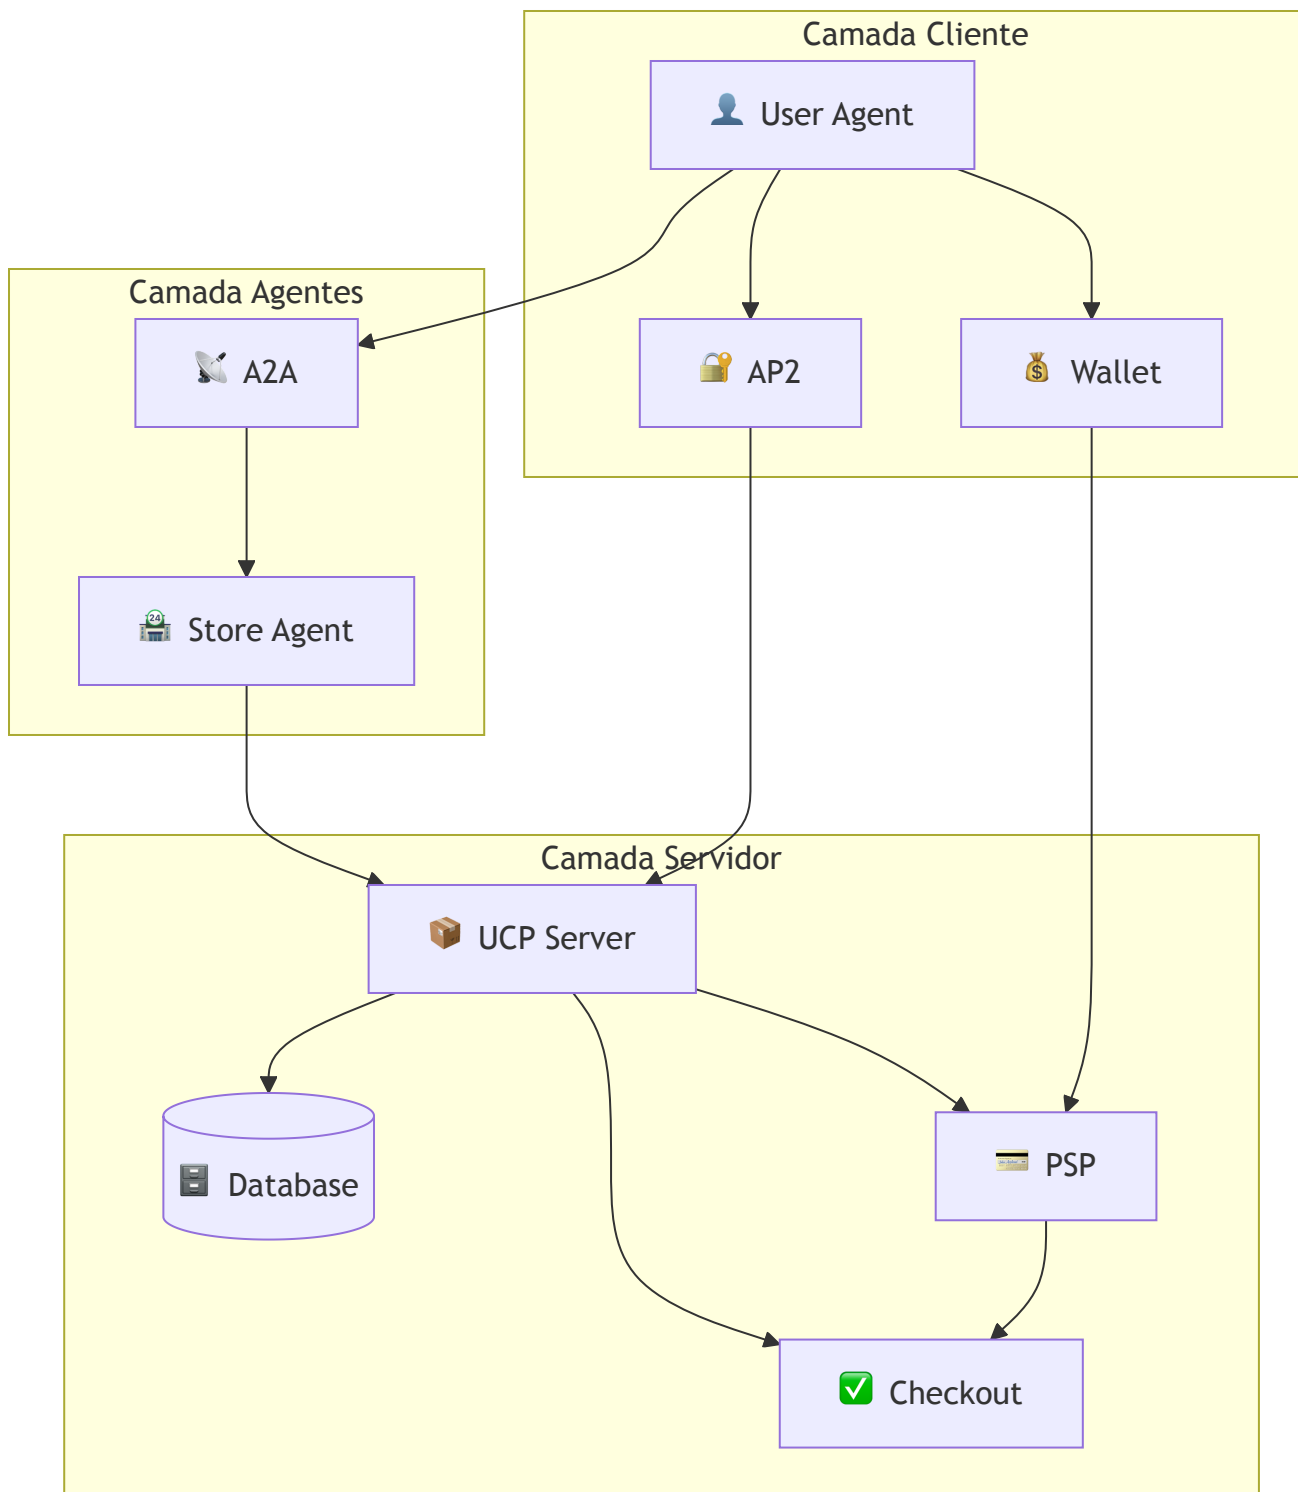 Camada Cliente
User Agent
Camada Agentes
A2A
AP2
Wallet
Store Agent
Camada Servidor
UCP Server
Database
PSP
Checkout